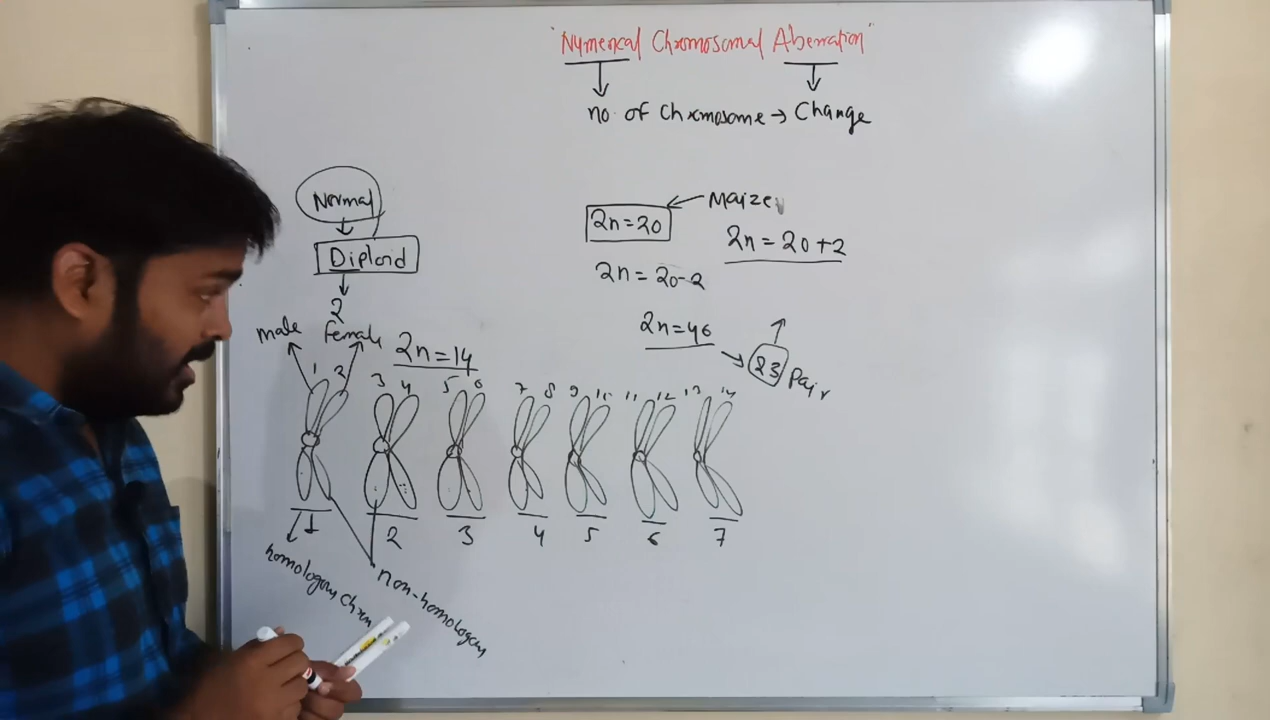 "Numerical Chromosomal Aberration"
no. of Chromosome → Change
Normal
Diploid
2
male Female
2n=14
2n=20 ← Maize
2n = 20+2
2n = 20-2
2n=46
23 Pair
1 2 3 4 5 6 7 8 9 10 11 12 13 14
1 2 3 4 5 6 7
homologous Chrom
non-homologous